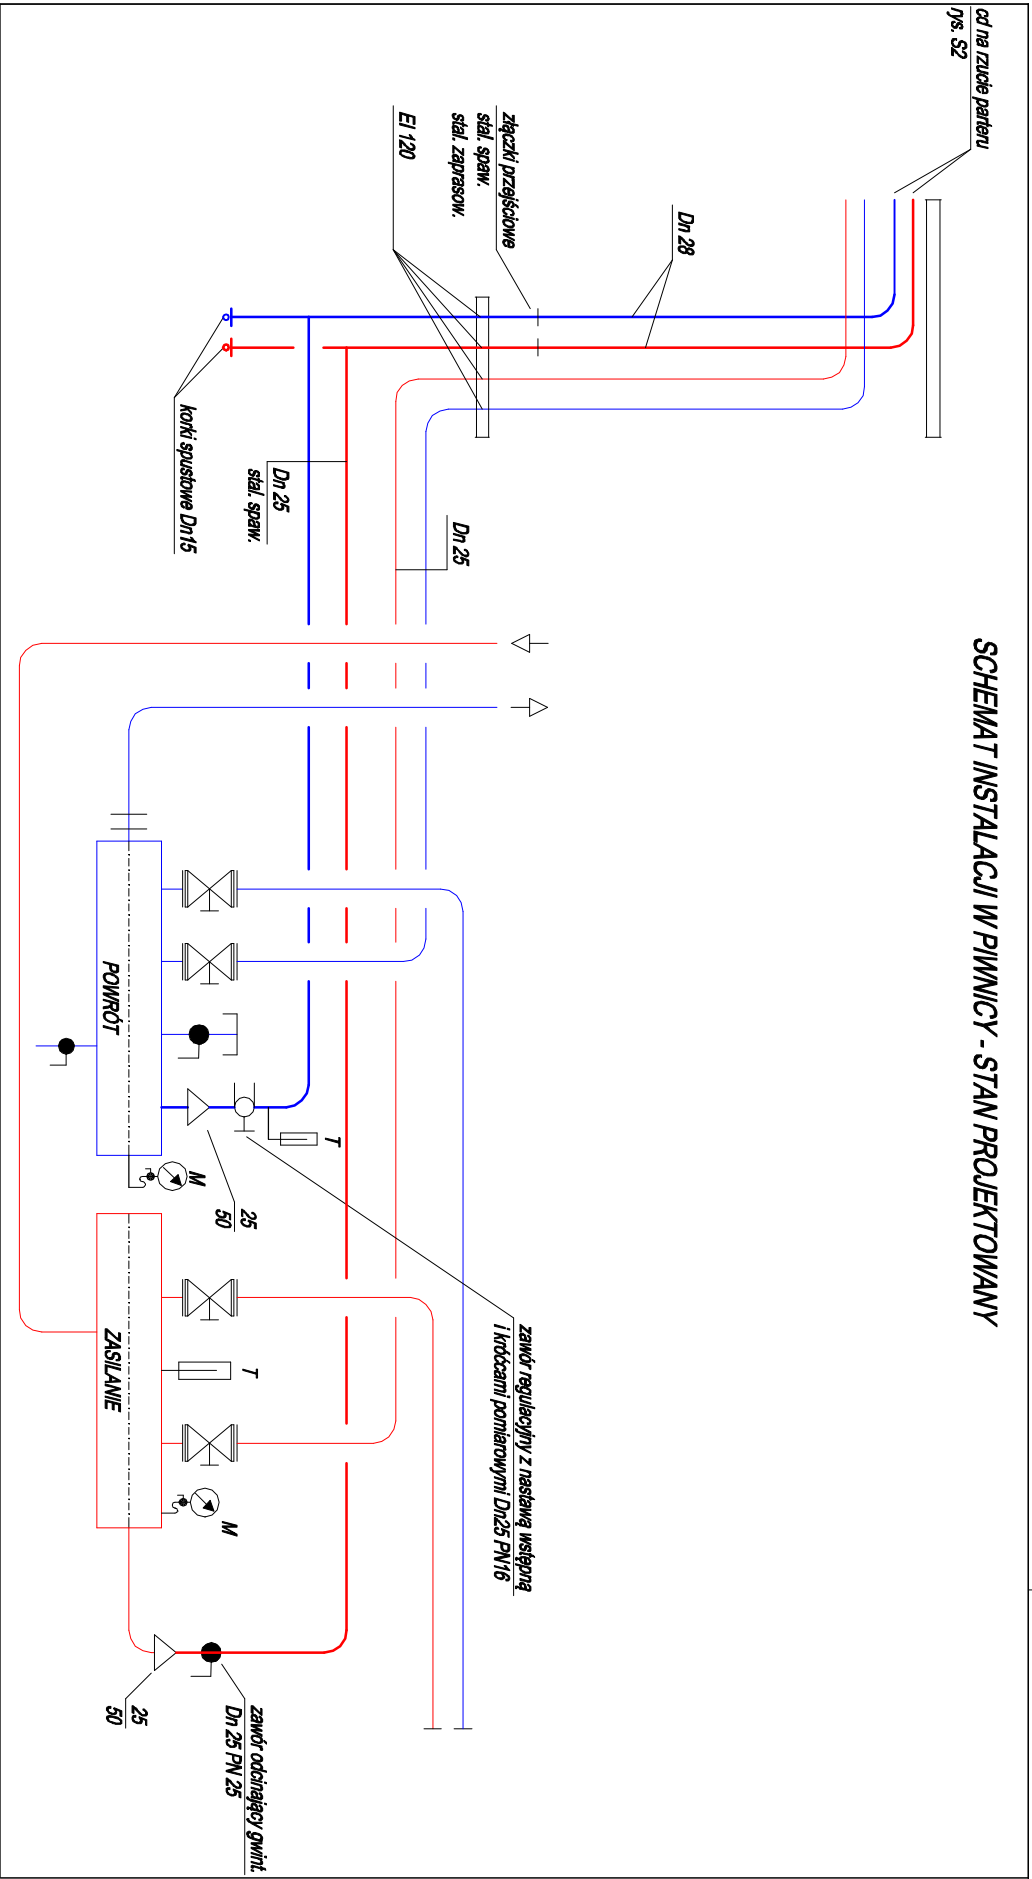 SCHEMAT INSTALACJI W PIWNICY - STAN PROJEKTOWANY
cd na rzucie parteru
rys. S2
Dn 28
złączki przejściowe
stal. spaw.
stal. zaprasow.
EI 120
Dn 25
Dn 25
stal. spaw.
korki spustowe Dn15
zawór regulacyjny z nastawą wstępną
i króćcami pomiarowymi Dn25 PN16
T
M
25
50
POWRÓT
T
M
ZASILANIE
zawór odcinający gwint.
Dn 25 PN 25
25
50